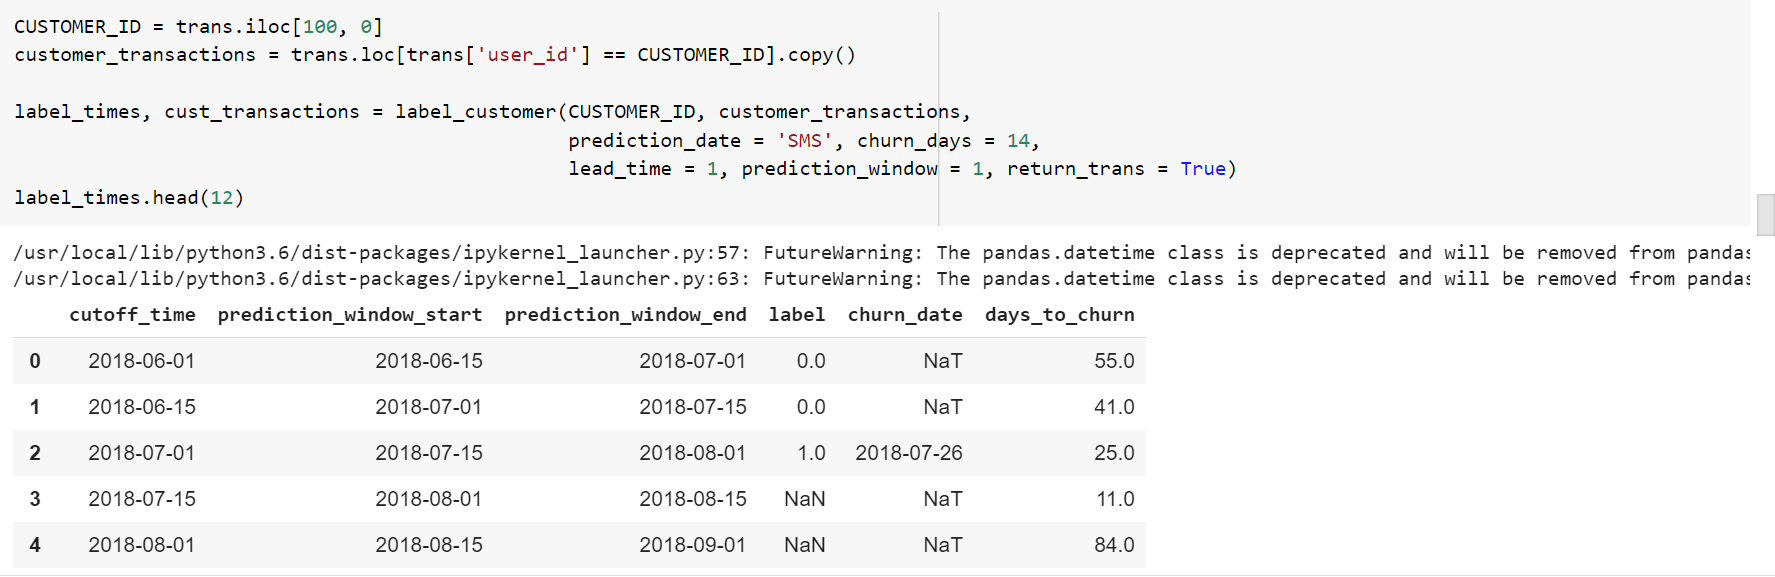 CUSTOMER_ID = trans.iloc[100, 0]
customer_transactions = trans.loc[trans['user_id'] == CUSTOMER_ID].copy()
label_times, cust_transactions = label_customer(CUSTOMER_ID, customer_transactions,
prediction_date = 'SMS', churn_days = 14,
lead_time = 1, prediction_window = 1, return_trans = True)
label_times.head(12)
/usr/local/lib/python3.6/dist-packages/ipykernel_launcher.py:57: FutureWarning: The pandas.datetime class is deprecated and will be removed from pandas
/usr/local/lib/python3.6/dist-packages/ipykernel_launcher.py:63: FutureWarning: The pandas.datetime class is deprecated and will be removed from pandas
cutoff_time prediction_window_start prediction_window_end label churn_date days_to_churn
0 2018-06-01 2018-06-15 2018-07-01 0.0 NaT 55.0
1 2018-06-15 2018-07-01 2018-07-15 0.0 NaT 41.0
2 2018-07-01 2018-07-15 2018-08-01 1.0 2018-07-26 25.0
3 2018-07-15 2018-08-01 2018-08-15 NaN NaT 11.0
4 2018-08-01 2018-08-15 2018-09-01 NaN NaT 84.0